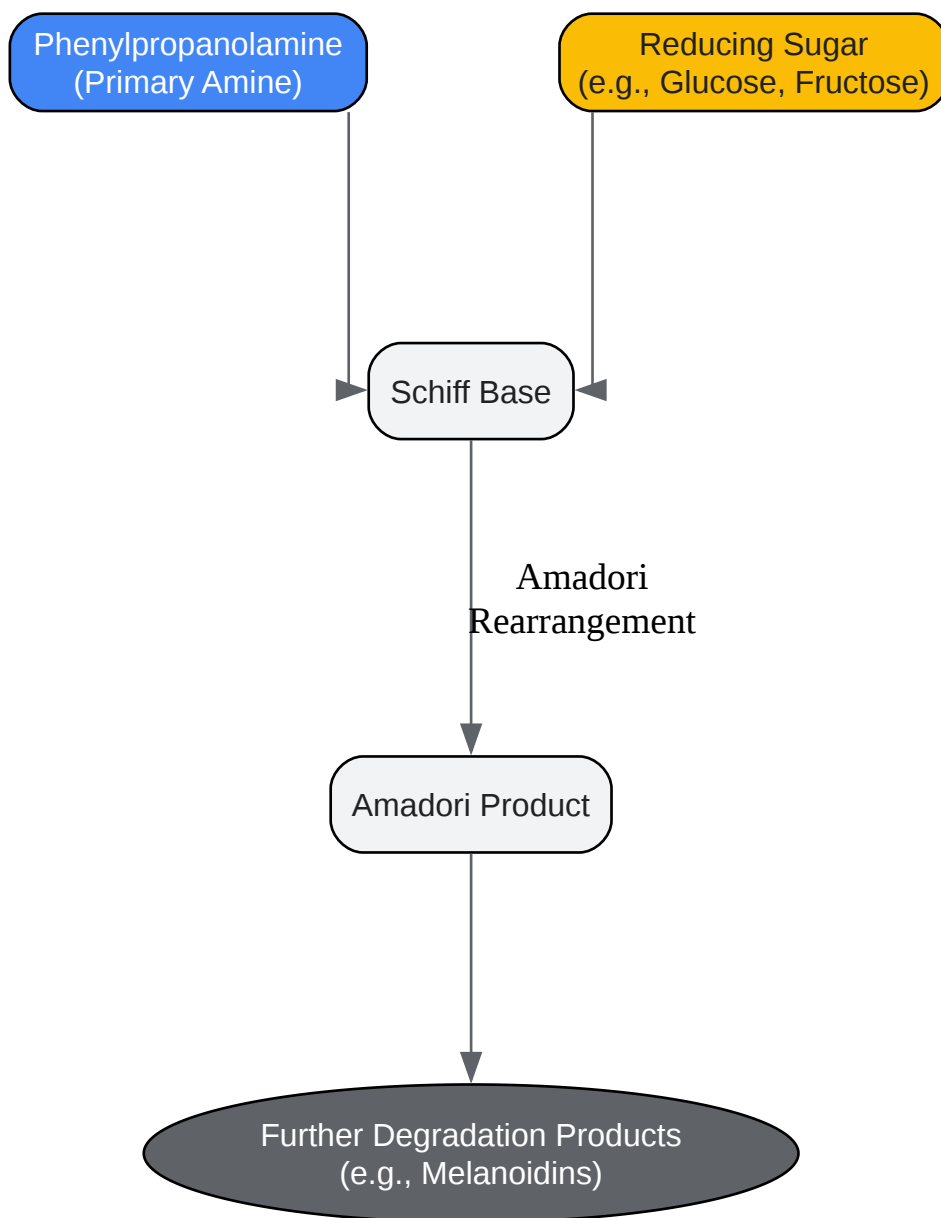 Phenylpropanolamine
(Primary Amine)
Reducing Sugar
(e.g., Glucose, Fructose)
Schiff Base
Amadori
Rearrangement
Amadori Product
Further Degradation Products
(e.g., Melanoidins)